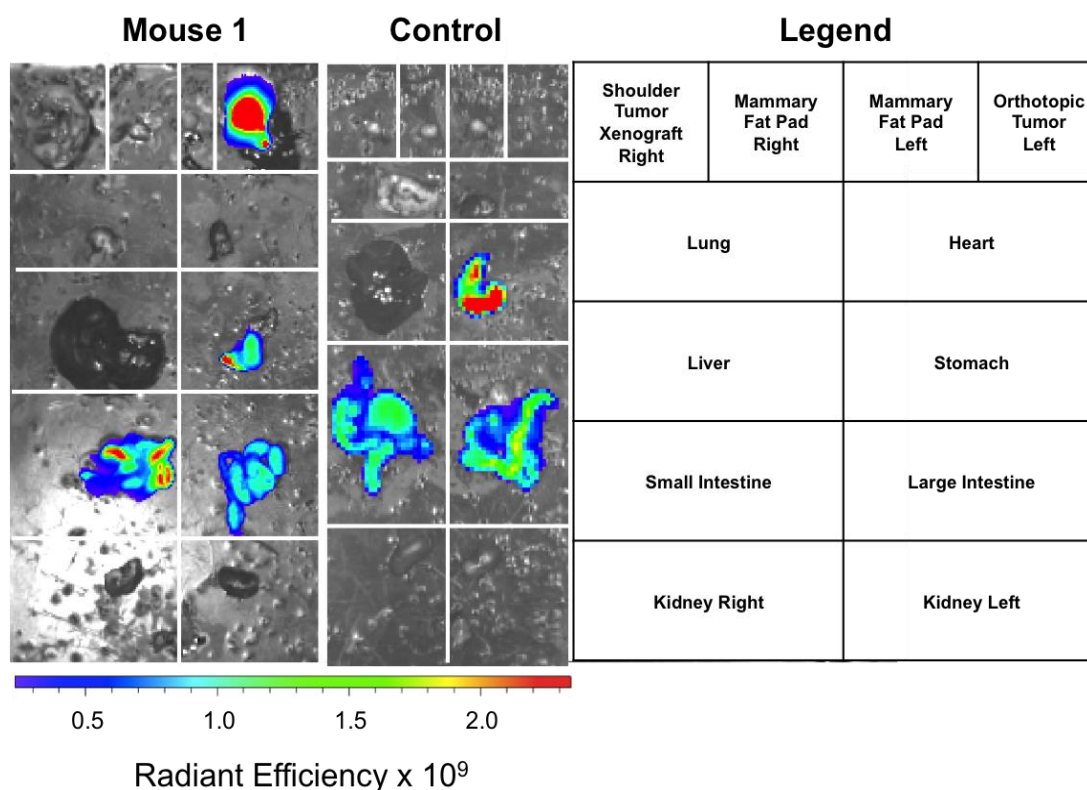 Mouse 1
Control
Legend
Shoulder
Tumor
Xenograft
Right
Mammary
Fat Pad
Right
Mammary
Fat Pad
Left
Orthotopic
Tumor
Left
Lung
Heart
Liver
Stomach
Small Intestine
Large Intestine
Kidney Right
Kidney Left
0.5 1.0 1.5 2.0
Radiant Efficiency x 10⁹